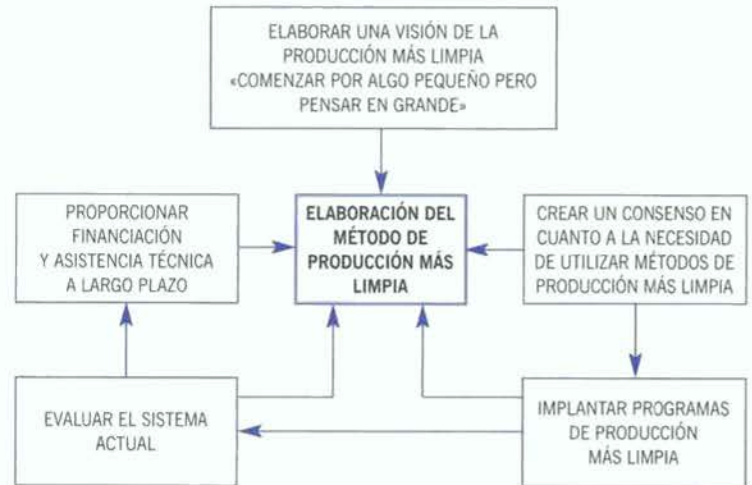 ELABORAR UNA VISIÓN DE LA
PRODUCCIÓN MÁS LIMPIA
«COMENZAR POR ALGO PEQUEÑO PERO
PENSAR EN GRANDE»
PROPORCIONAR
FINANCIACIÓN
Y ASISTENCIA TÉCNICA
A LARGO PLAZO
ELABORACIÓN DEL
MÉTODO DE
PRODUCCIÓN MÁS
LIMPIA
CREAR UN CONSENSO EN
CUANTO A LA NECESIDAD
DE UTILIZAR MÉTODOS DE
PRODUCCIÓN MÁS LIMPIA
EVALUAR EL SISTEMA
ACTUAL
IMPLANTAR PROGRAMAS
DE PRODUCCIÓN
MÁS LIMPIA